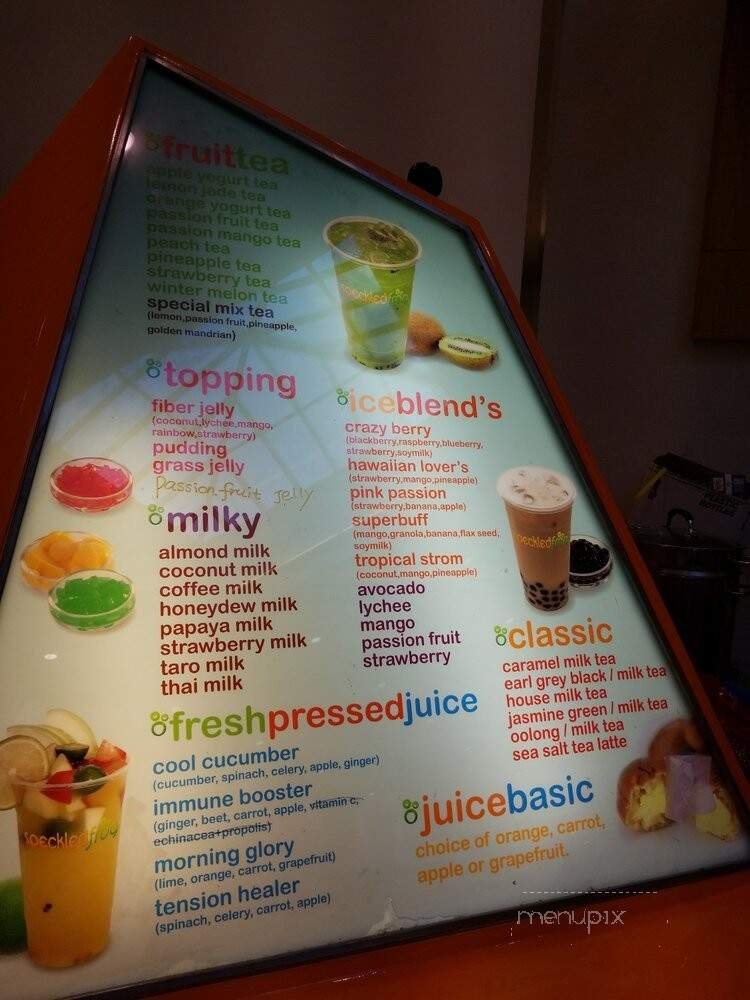 fruittea
apple yogurt tea
lemon jade tea
orange yogurt tea
passion fruit tea
passion mango tea
peach tea
pineapple tea
strawberry tea
winter melon tea
special mix tea
(lemon,passion fruit,pineapple,
golden mandrian)
speckledfrog
topping
fiber jelly
(coconut,lychee,mango,
rainbow,strawberry)
pudding
grass jelly
passion fruit jelly
iceblend's
crazy berry
(blackberry,raspberry,blueberry,
strawberry,soymilk)
hawaiian lover's
(strawberry,mango,pineapple)
pink passion
(strawberry,banana,apple)
superbuff
(mango,granola,banana,flax seed,
soymilk)
tropical strom
(coconut,mango,pineapple)
avocado
lychee
mango
passion fruit
strawberry
speckledfrog
milky
almond milk
coconut milk
coffee milk
honeydew milk
papaya milk
strawberry milk
taro milk
thai milk
classic
caramel milk tea
earl grey black / milk tea
house milk tea
jasmine green / milk tea
oolong / milk tea
sea salt tea latte
freshpressedjuice
cool cucumber
(cucumber, spinach, celery, apple, ginger)
immune booster
(ginger, beet, carrot, apple, vitamin c,
echinacea+propolis)
morning glory
(lime, orange, carrot, grapefruit)
tension healer
(spinach, celery, carrot, apple)
speckledfrog
juicebasic
choice of orange, carrot,
apple or grapefruit.
menupix